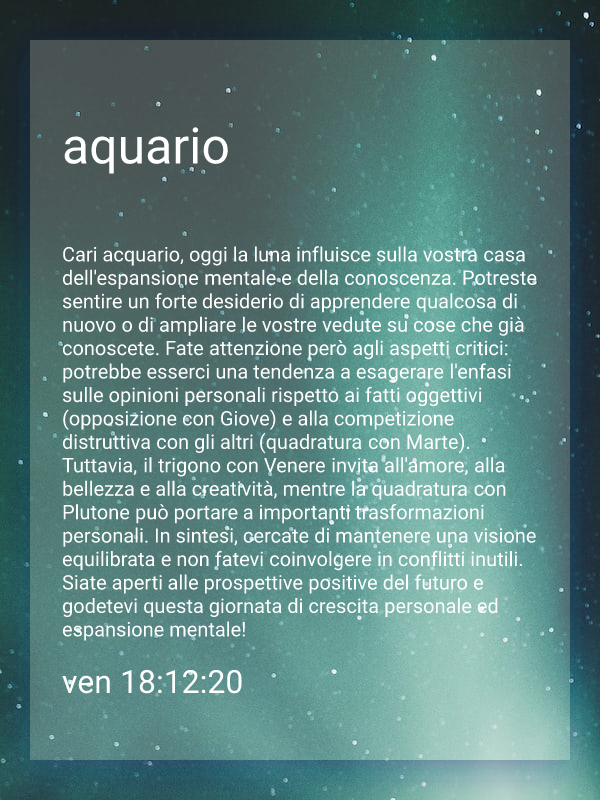 aquario
Cari acquario, oggi la luna influisce sulla vostra casa
dell'espansione mentale e della conoscenza. Potreste
sentire un forte desiderio di apprendere qualcosa di
nuovo o di ampliare le vostre vedute su cose che già
conoscete. Fate attenzione però agli aspetti critici:
potrebbe esserci una tendenza a esagerare l'enfasi
sulle opinioni personali rispetto ai fatti oggettivi
(opposizione con Giove) e alla competizione
distruttiva con gli altri (quadratura con Marte).
Tuttavia, il trigono con Venere invita all'amore, alla
bellezza e alla creatività, mentre la quadratura con
Plutone può portare a importanti trasformazioni
personali. In sintesi, cercate di mantenere una visione
equilibrata e non fatevi coinvolgere in conflitti inutili.
Siate aperti alle prospettive positive del futuro e
godetevi questa giornata di crescita personale ed
espansione mentale!
ven 18:12:20